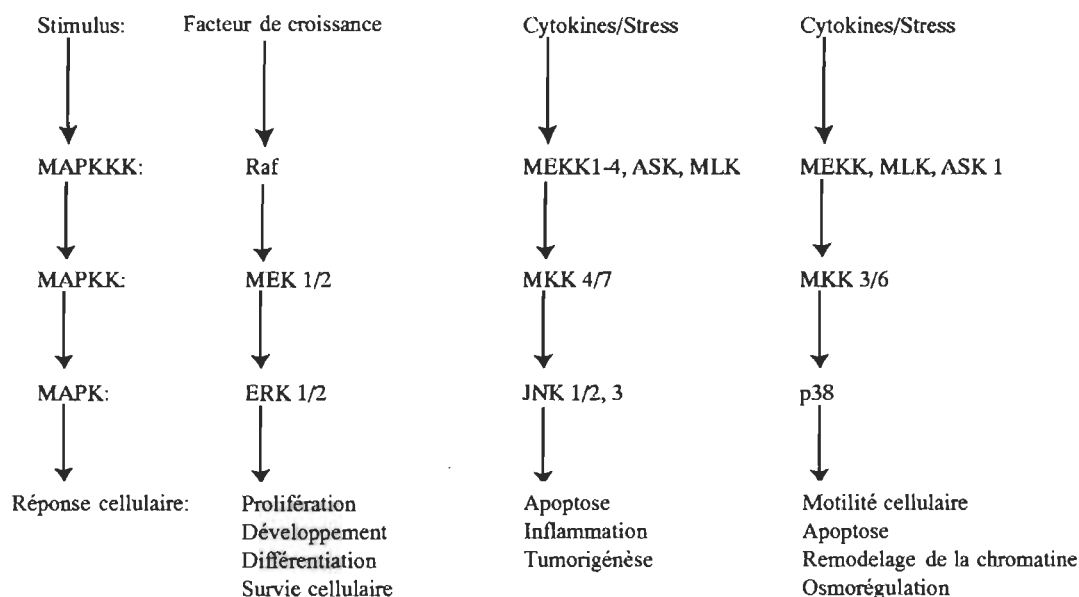 Stimulus: Facteur de croissance Cytokines/Stress Cytokines/Stress
MAPKKK: Raf MEKK1-4, ASK, MLK MEKK, MLK, ASK 1
MAPKK: MEK 1/2 MKK 4/7 MKK 3/6
MAPK: ERK 1/2 JNK 1/2, 3 p38
Réponse cellulaire: Prolifération Apoptose Motilité cellulaire
Développement Inflammation Apoptose
Différentiation Tumorigénèse Remodelage de la chromatine
Survie cellulaire Osmorégulation